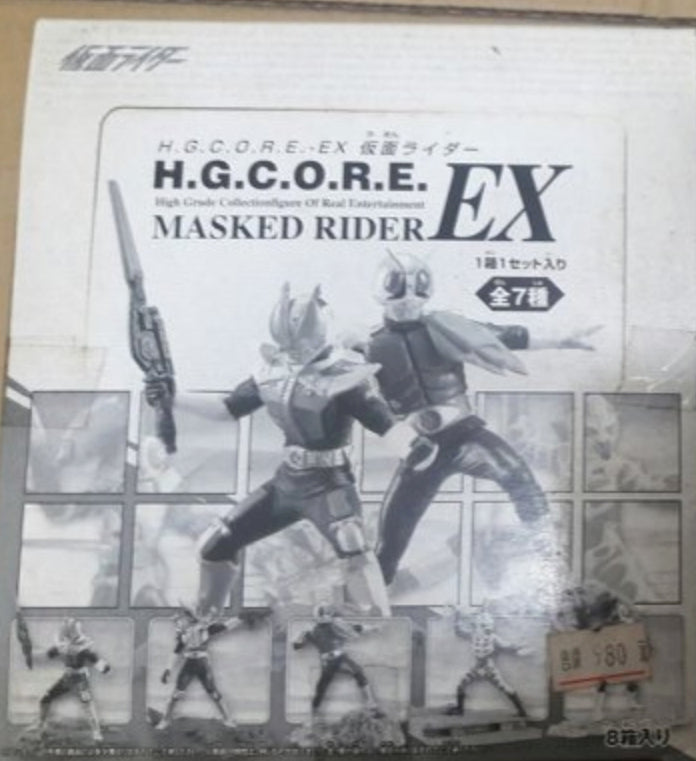 仮面ライダー
H.G.C.O.R.E.-EX 仮面ライダー
H.G.C.O.R.E. EX
High Grade Collectionfigure Of Real Entertainment
MASKED RIDER
1箱1セット入り
全7種
¥80
8箱入り